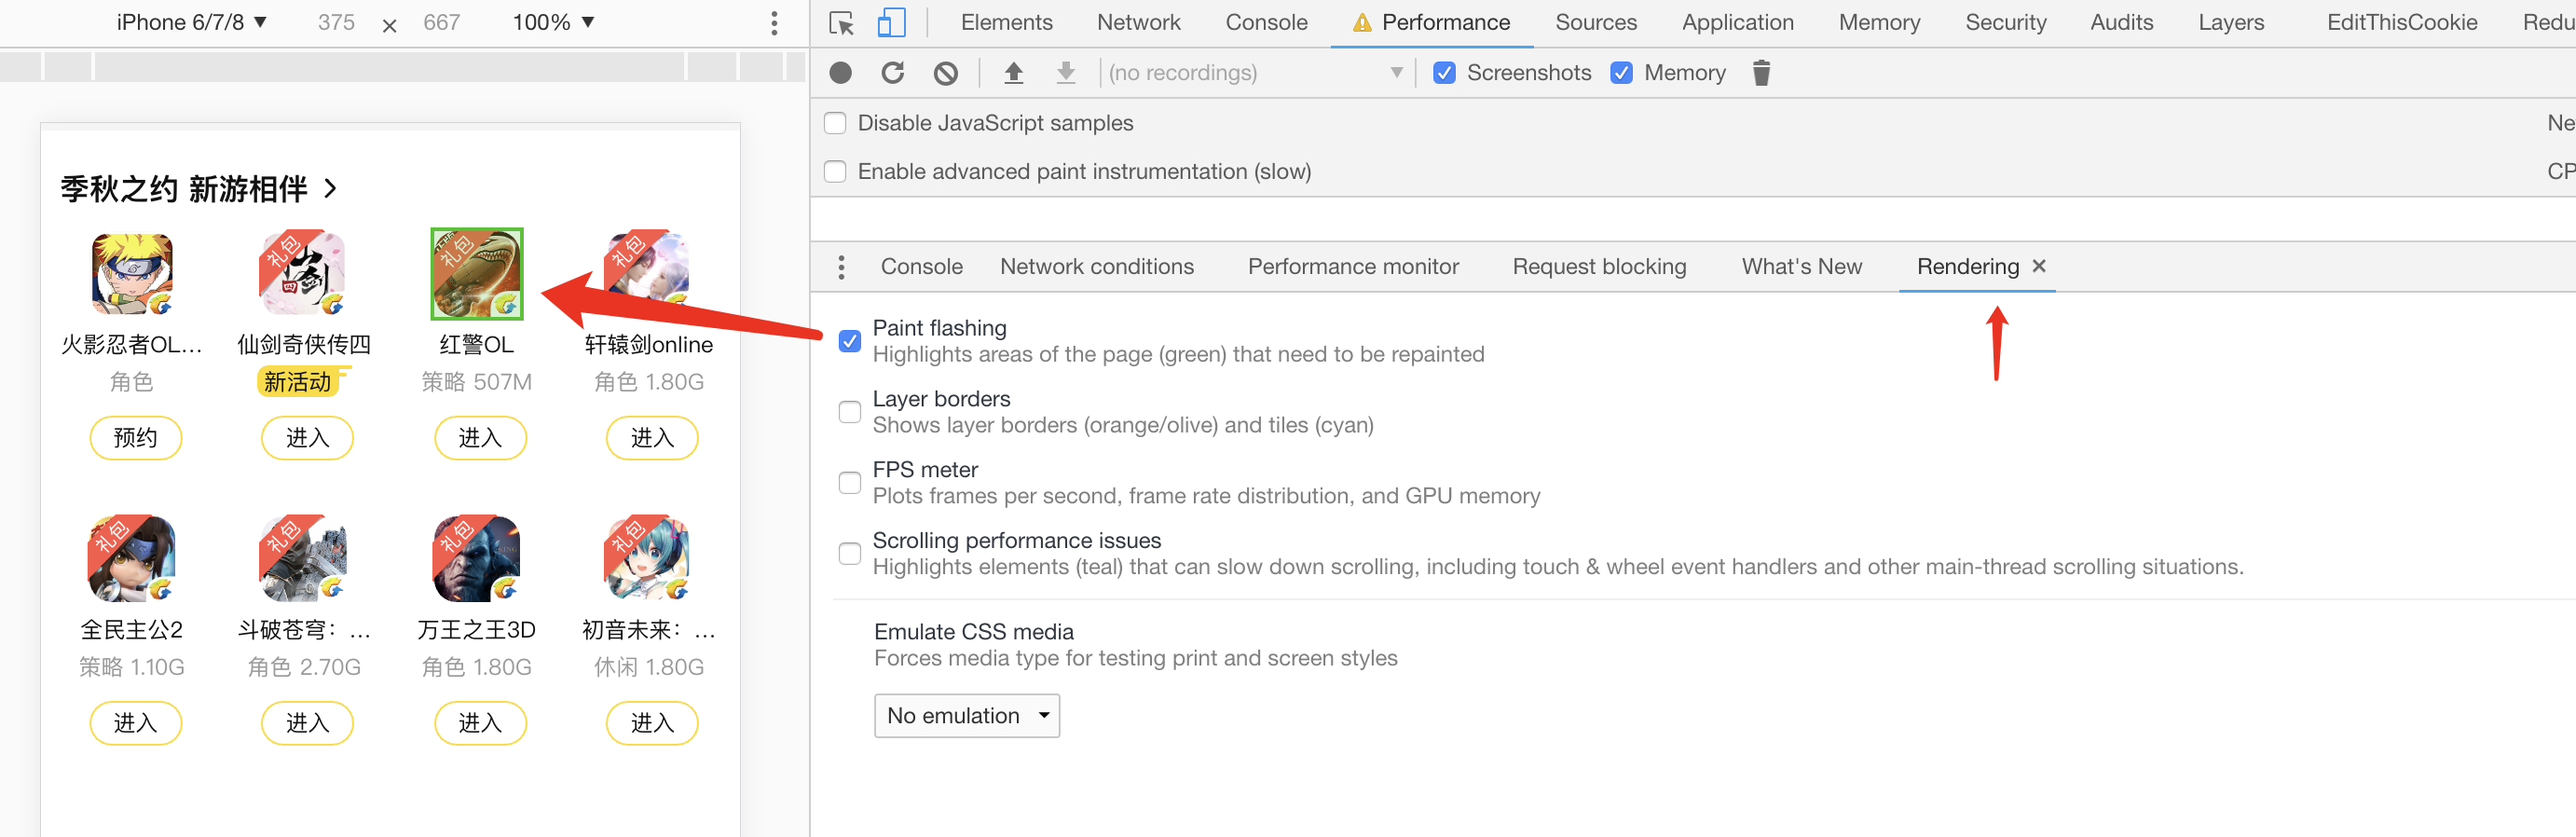 iPhone 6/7/8 ▼ 375 × 667 100% ▼
Elements Network Console Performance Sources Application Memory Security Audits Layers EditThisCookie Redu
(no recordings) ▼ Screenshots Memory
Disable JavaScript samples Ne
Enable advanced paint instrumentation (slow) CP
Console Network conditions Performance monitor Request blocking What's New Rendering ×
Paint flashing
Highlights areas of the page (green) that need to be repainted
Layer borders
Shows layer borders (orange/olive) and tiles (cyan)
FPS meter
Plots frames per second, frame rate distribution, and GPU memory
Scrolling performance issues
Highlights elements (teal) that can slow down scrolling, including touch & wheel event handlers and other main-thread scrolling situations.
Emulate CSS media
Forces media type for testing print and screen styles
No emulation
季秋之约 新游相伴 >
礼包 礼包 礼包
火影忍者OL... 仙剑奇侠传四 红警OL 轩辕剑online
角色 新活动 策略 507M 角色 1.80G
预约 进入 进入 进入
礼包 礼包 礼包 礼包
全民主公2 斗破苍穹：... 万王之王3D 初音未来：...
策略 1.10G 角色 2.70G 角色 1.80G 休闲 1.80G
进入 进入 进入 进入